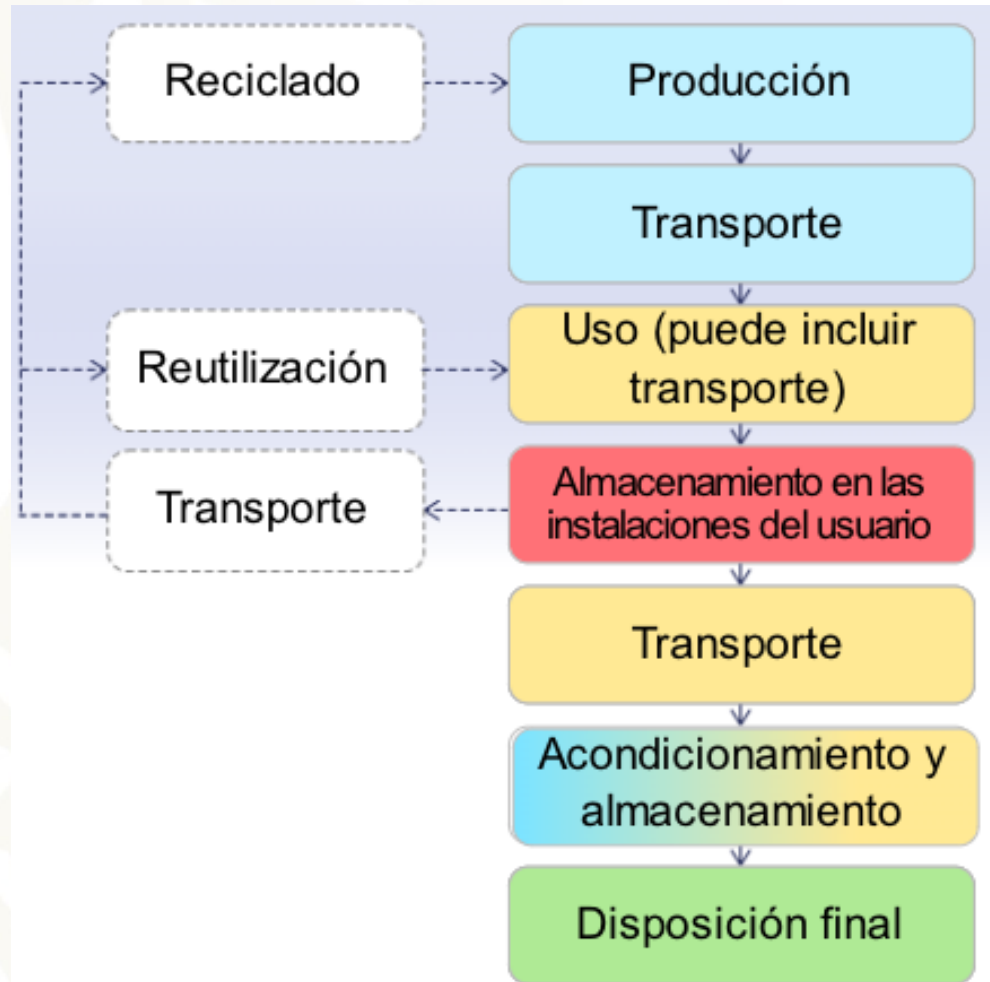 Reciclado
Producción
Transporte
Reutilización
Uso (puede incluir
transporte)
Transporte
Almacenamiento en las
instalaciones del usuario
Transporte
Acondicionamiento y
almacenamiento
Disposición final